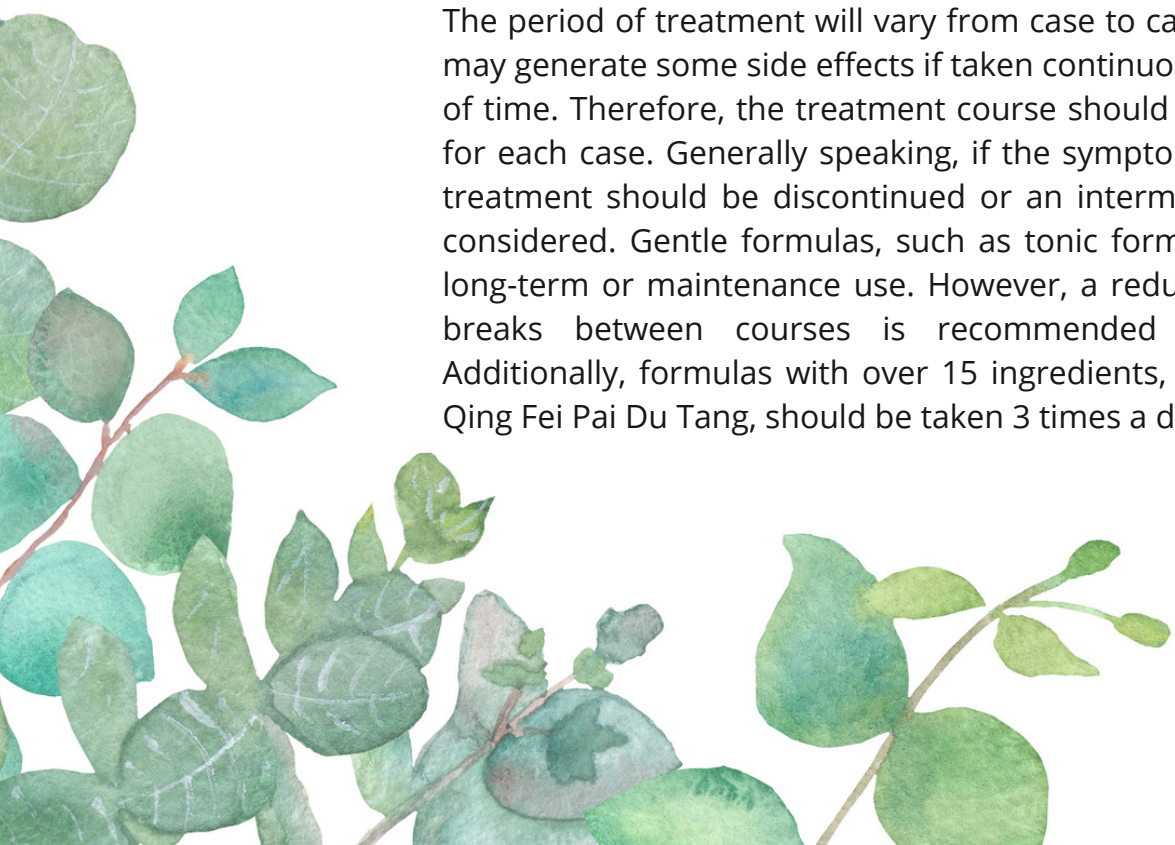 The period of treatment will vary from case to ca
may generate some side effects if taken continuo
of time. Therefore, the treatment course should
for each case. Generally speaking, if the sympto
treatment should be discontinued or an interm
considered. Gentle formulas, such as tonic form
long-term or maintenance use. However, a redu
breaks between courses is recommended
Additionally, formulas with over 15 ingredients,
Qing Fei Pai Du Tang, should be taken 3 times a d